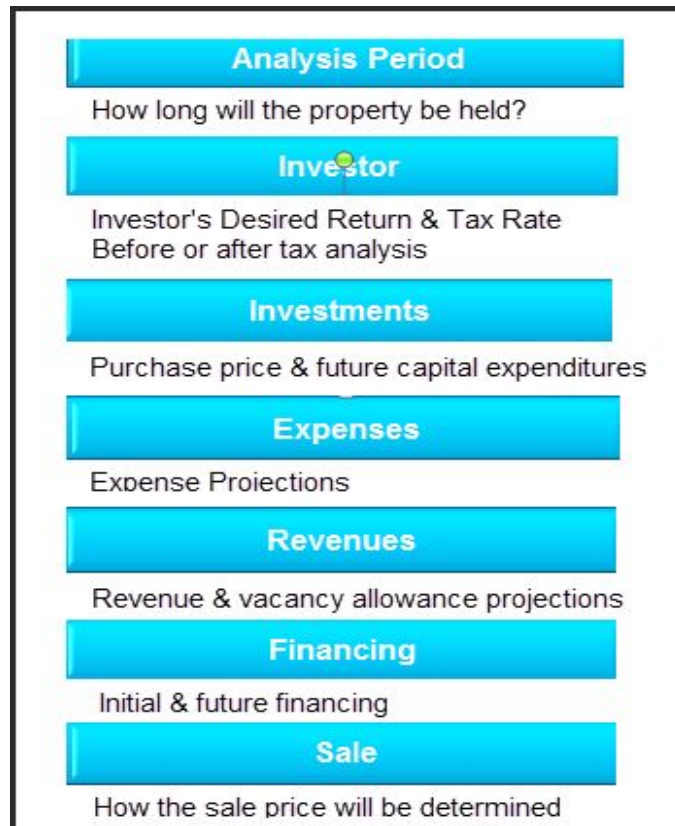 Analysis Period
How long will the property be held?
Investor
Investor's Desired Return & Tax Rate
Before or after tax analysis
Investments
Purchase price & future capital expenditures
Expenses
Expense Projections
Revenues
Revenue & vacancy allowance projections
Financing
Initial & future financing
Sale
How the sale price will be determined